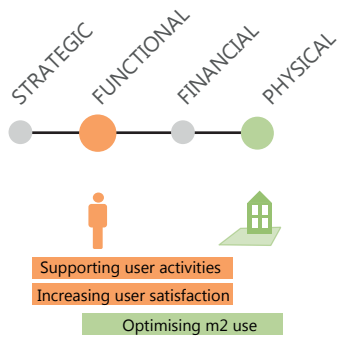 STRATEGIC
FUNCTIONAL
FINANCIAL
PHYSICAL
Supporting user activities
Increasing user satisfaction
Optimising m2 use